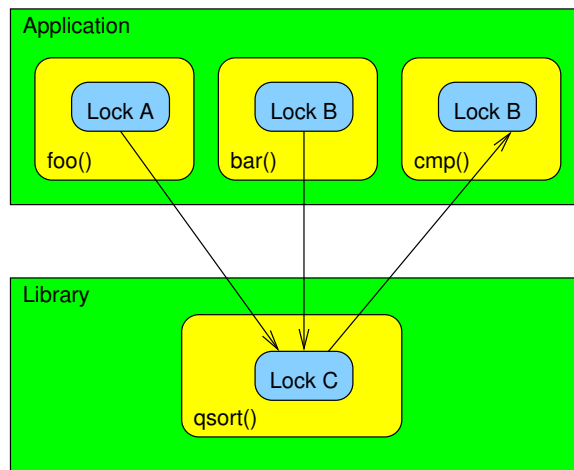 Application
Lock A
Lock B
Lock B
foo()
bar()
cmp()
Library
Lock C
qsort()